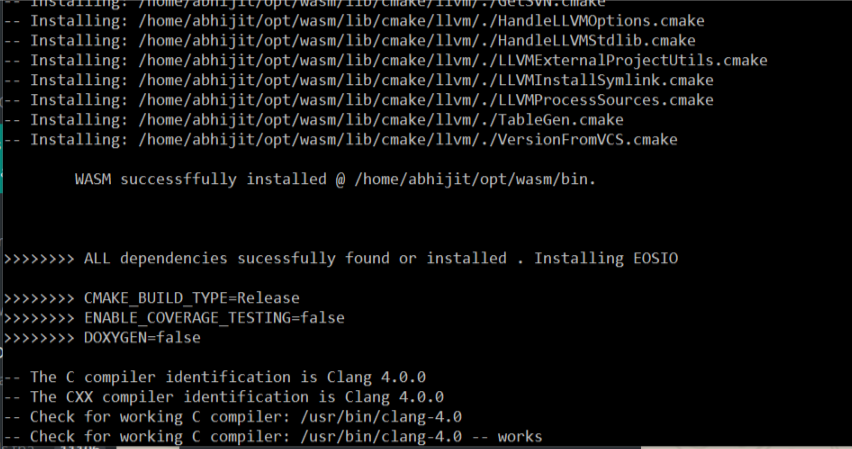 -- Installing: /home/abhijit/opt/wasm/lib/cmake/llvm/./GetSVN.cmake
-- Installing: /home/abhijit/opt/wasm/lib/cmake/llvm/./HandleLLVMOptions.cmake
-- Installing: /home/abhijit/opt/wasm/lib/cmake/llvm/./HandleLLVMStdlib.cmake
-- Installing: /home/abhijit/opt/wasm/lib/cmake/llvm/./LLVMExternalProjectUtils.cmake
-- Installing: /home/abhijit/opt/wasm/lib/cmake/llvm/./LLVMInstallSymlink.cmake
-- Installing: /home/abhijit/opt/wasm/lib/cmake/llvm/./LLVMProcessSources.cmake
-- Installing: /home/abhijit/opt/wasm/lib/cmake/llvm/./TableGen.cmake
-- Installing: /home/abhijit/opt/wasm/lib/cmake/llvm/./VersionFromVCS.cmake
WASM successffully installed @ /home/abhijit/opt/wasm/bin.
>>>>>>>> ALL dependencies sucessfully found or installed . Installing EOSIO
>>>>>>>> CMAKE_BUILD_TYPE=Release
>>>>>>>> ENABLE_COVERAGE_TESTING=false
>>>>>>>> DOXYGEN=false
-- The C compiler identification is Clang 4.0.0
-- The CXX compiler identification is Clang 4.0.0
-- Check for working C compiler: /usr/bin/clang-4.0
-- Check for working C compiler: /usr/bin/clang-4.0 -- works